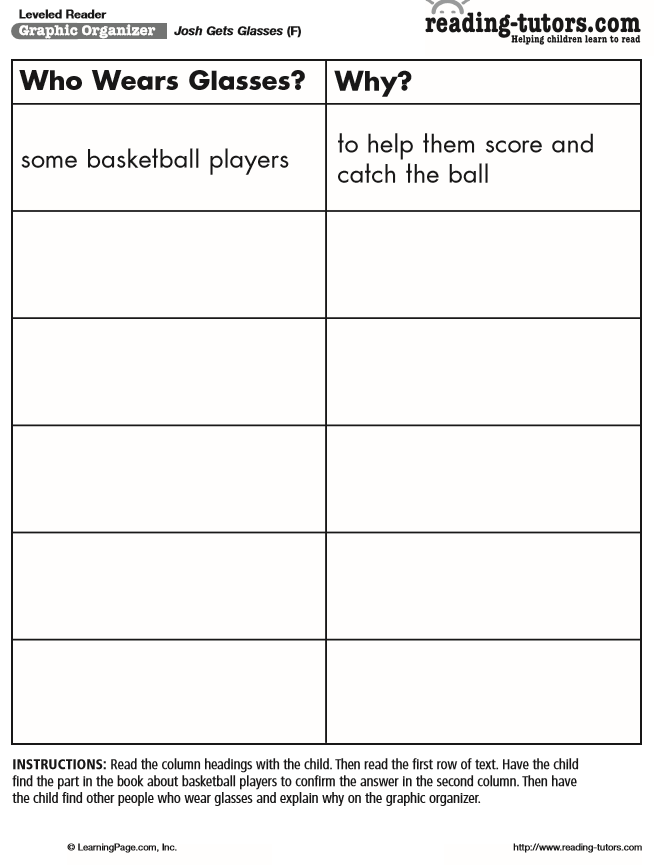 Leveled Reader
Graphic Organizer Josh Gets Glasses (F)
reading-tutors.com
Helping children learn to read
Who Wears Glasses? Why?
some basketball players
to help them score and
catch the ball
INSTRUCTIONS: Read the column headings with the child. Then read the first row of text. Have the child
find the part in the book about basketball players to confirm the answer in the second column. Then have
the child find other people who wear glasses and explain why on the graphic organizer.
© LearningPage.com, Inc. http://www.reading-tutors.com